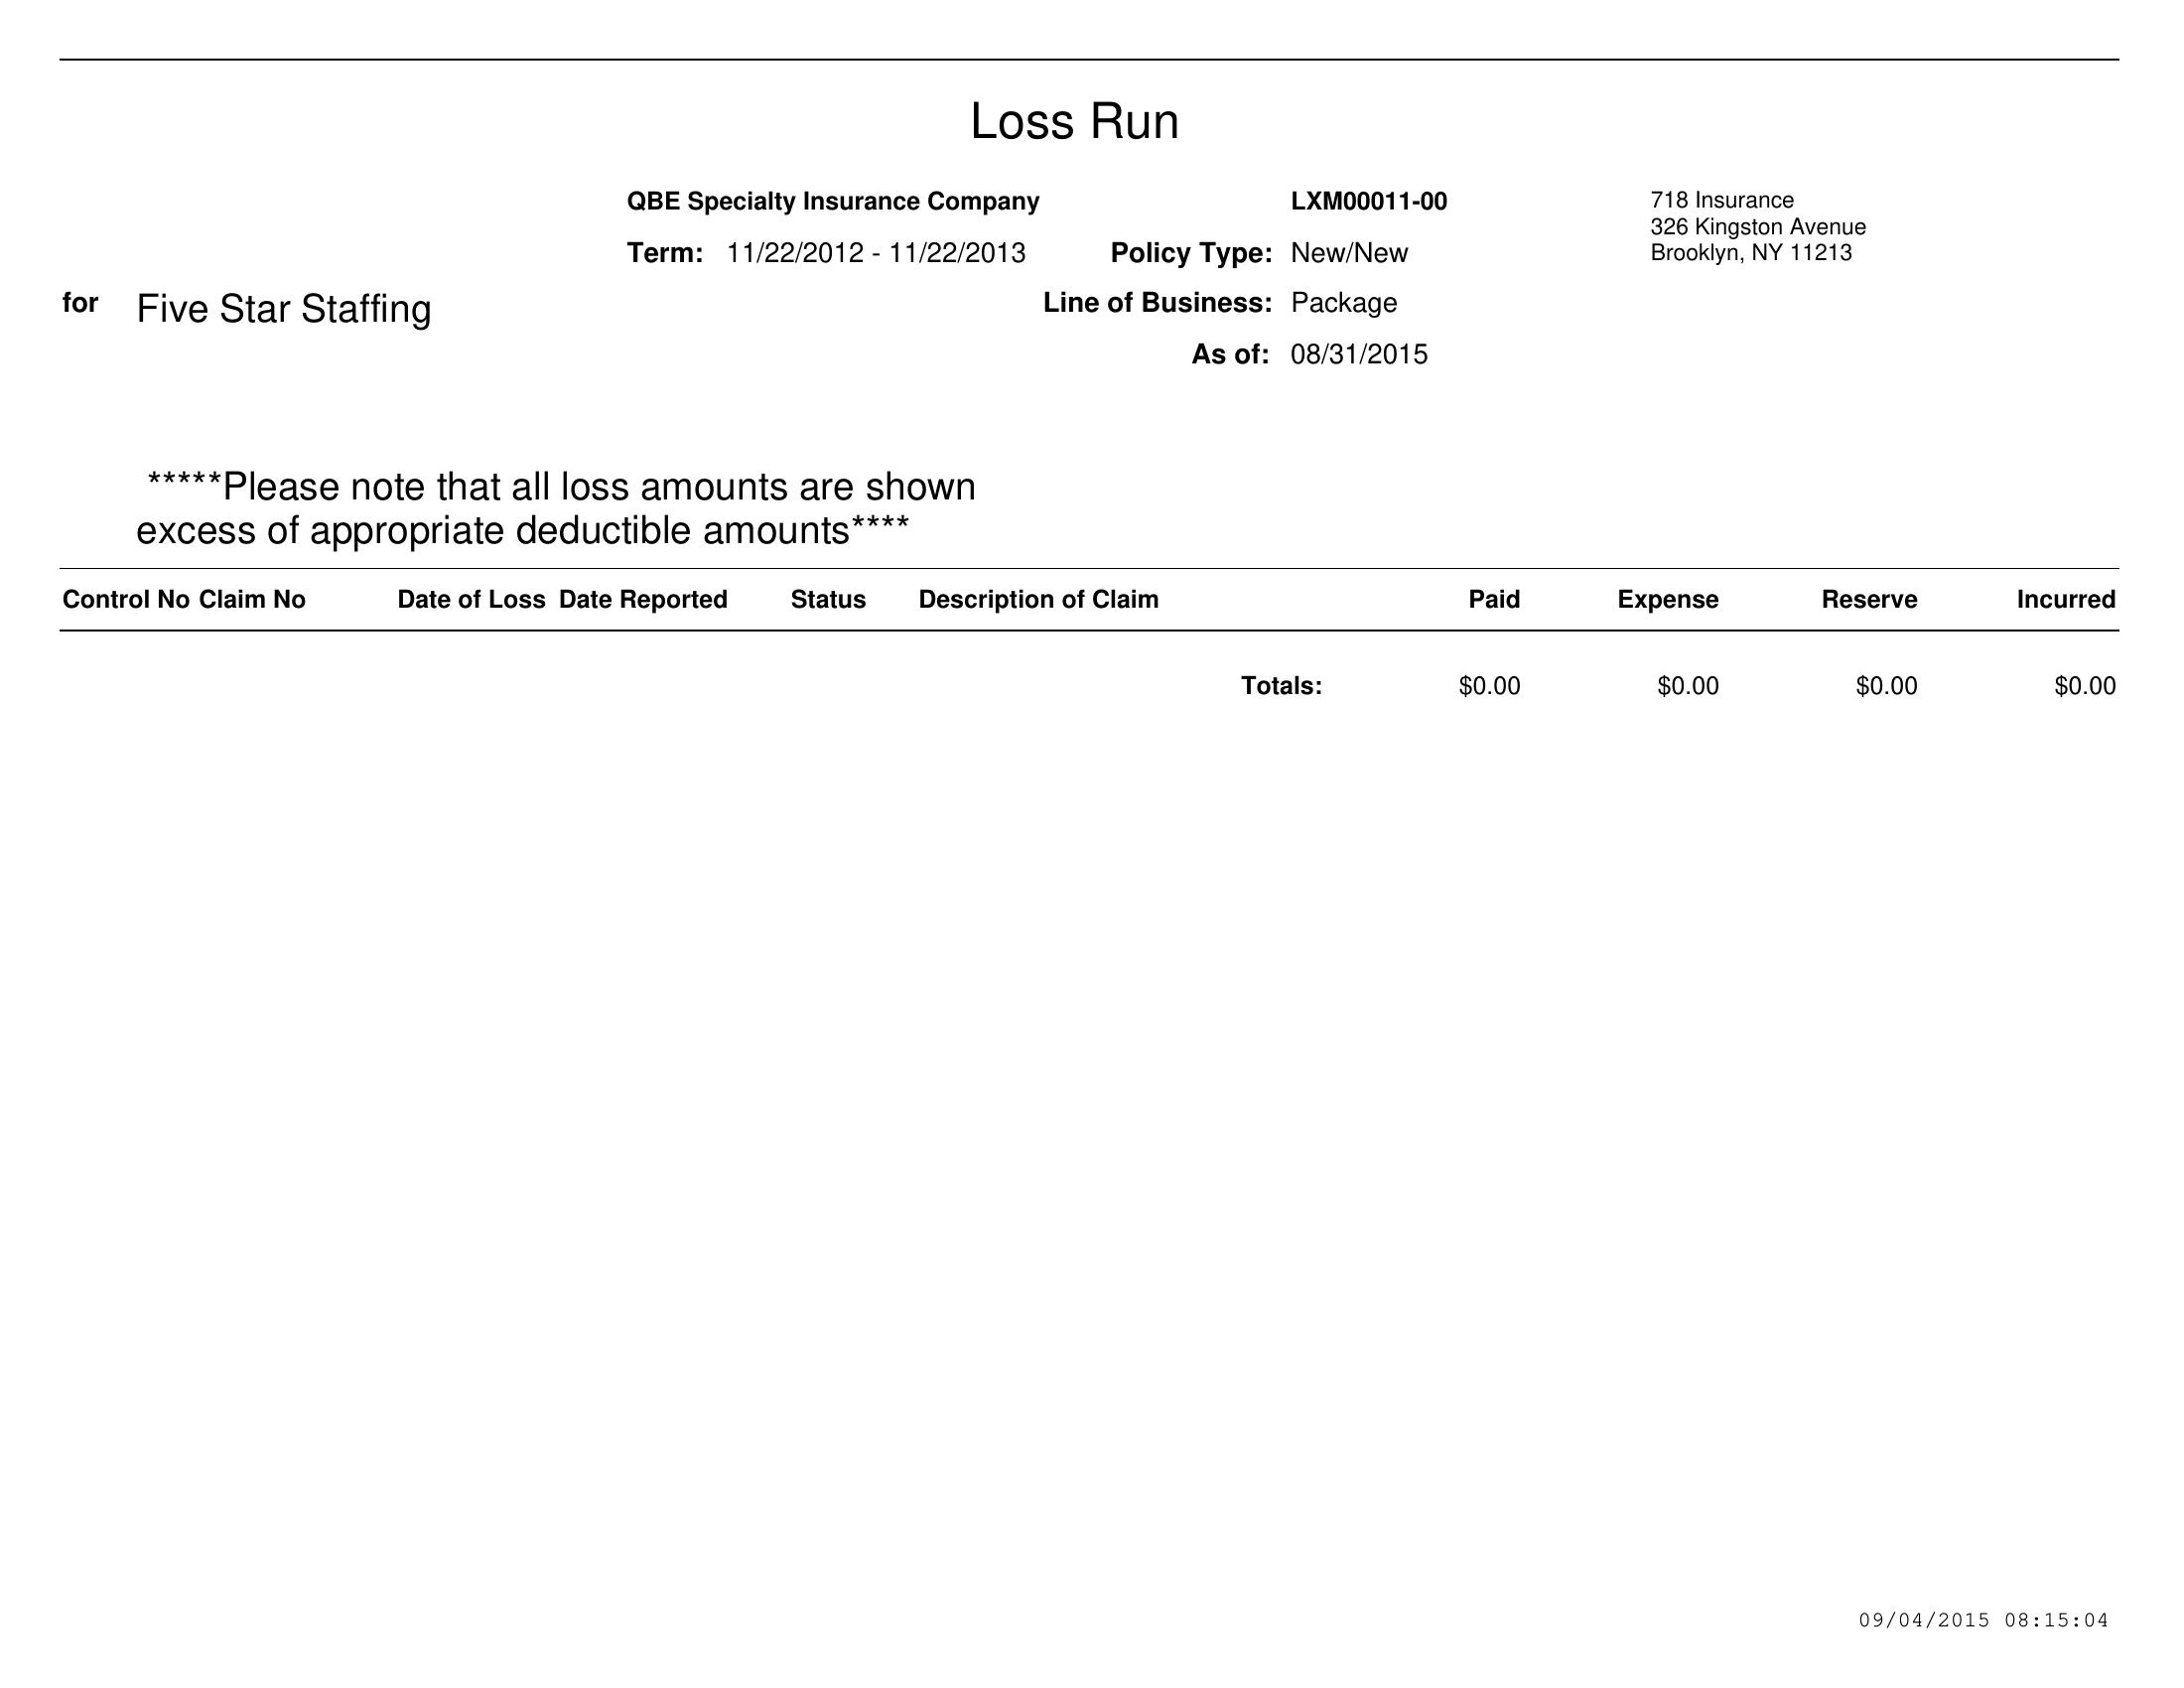 Loss Run
QBE Specialty Insurance Company LXM00011-00 718 Insurance
326 Kingston Avenue
Term: 11/22/2012 - 11/22/2013 Policy Type: New/New Brooklyn, NY 11213
for Five Star Staffing Line of Business: Package
As of: 08/31/2015
*****Please note that all loss amounts are shown
excess of appropriate deductible amounts****
Control No Claim No Date of Loss Date Reported Status Description of Claim Paid Expense Reserve Incurred
Totals: $0.00 $0.00 $0.00 $0.00
09/04/2015 08:15:04